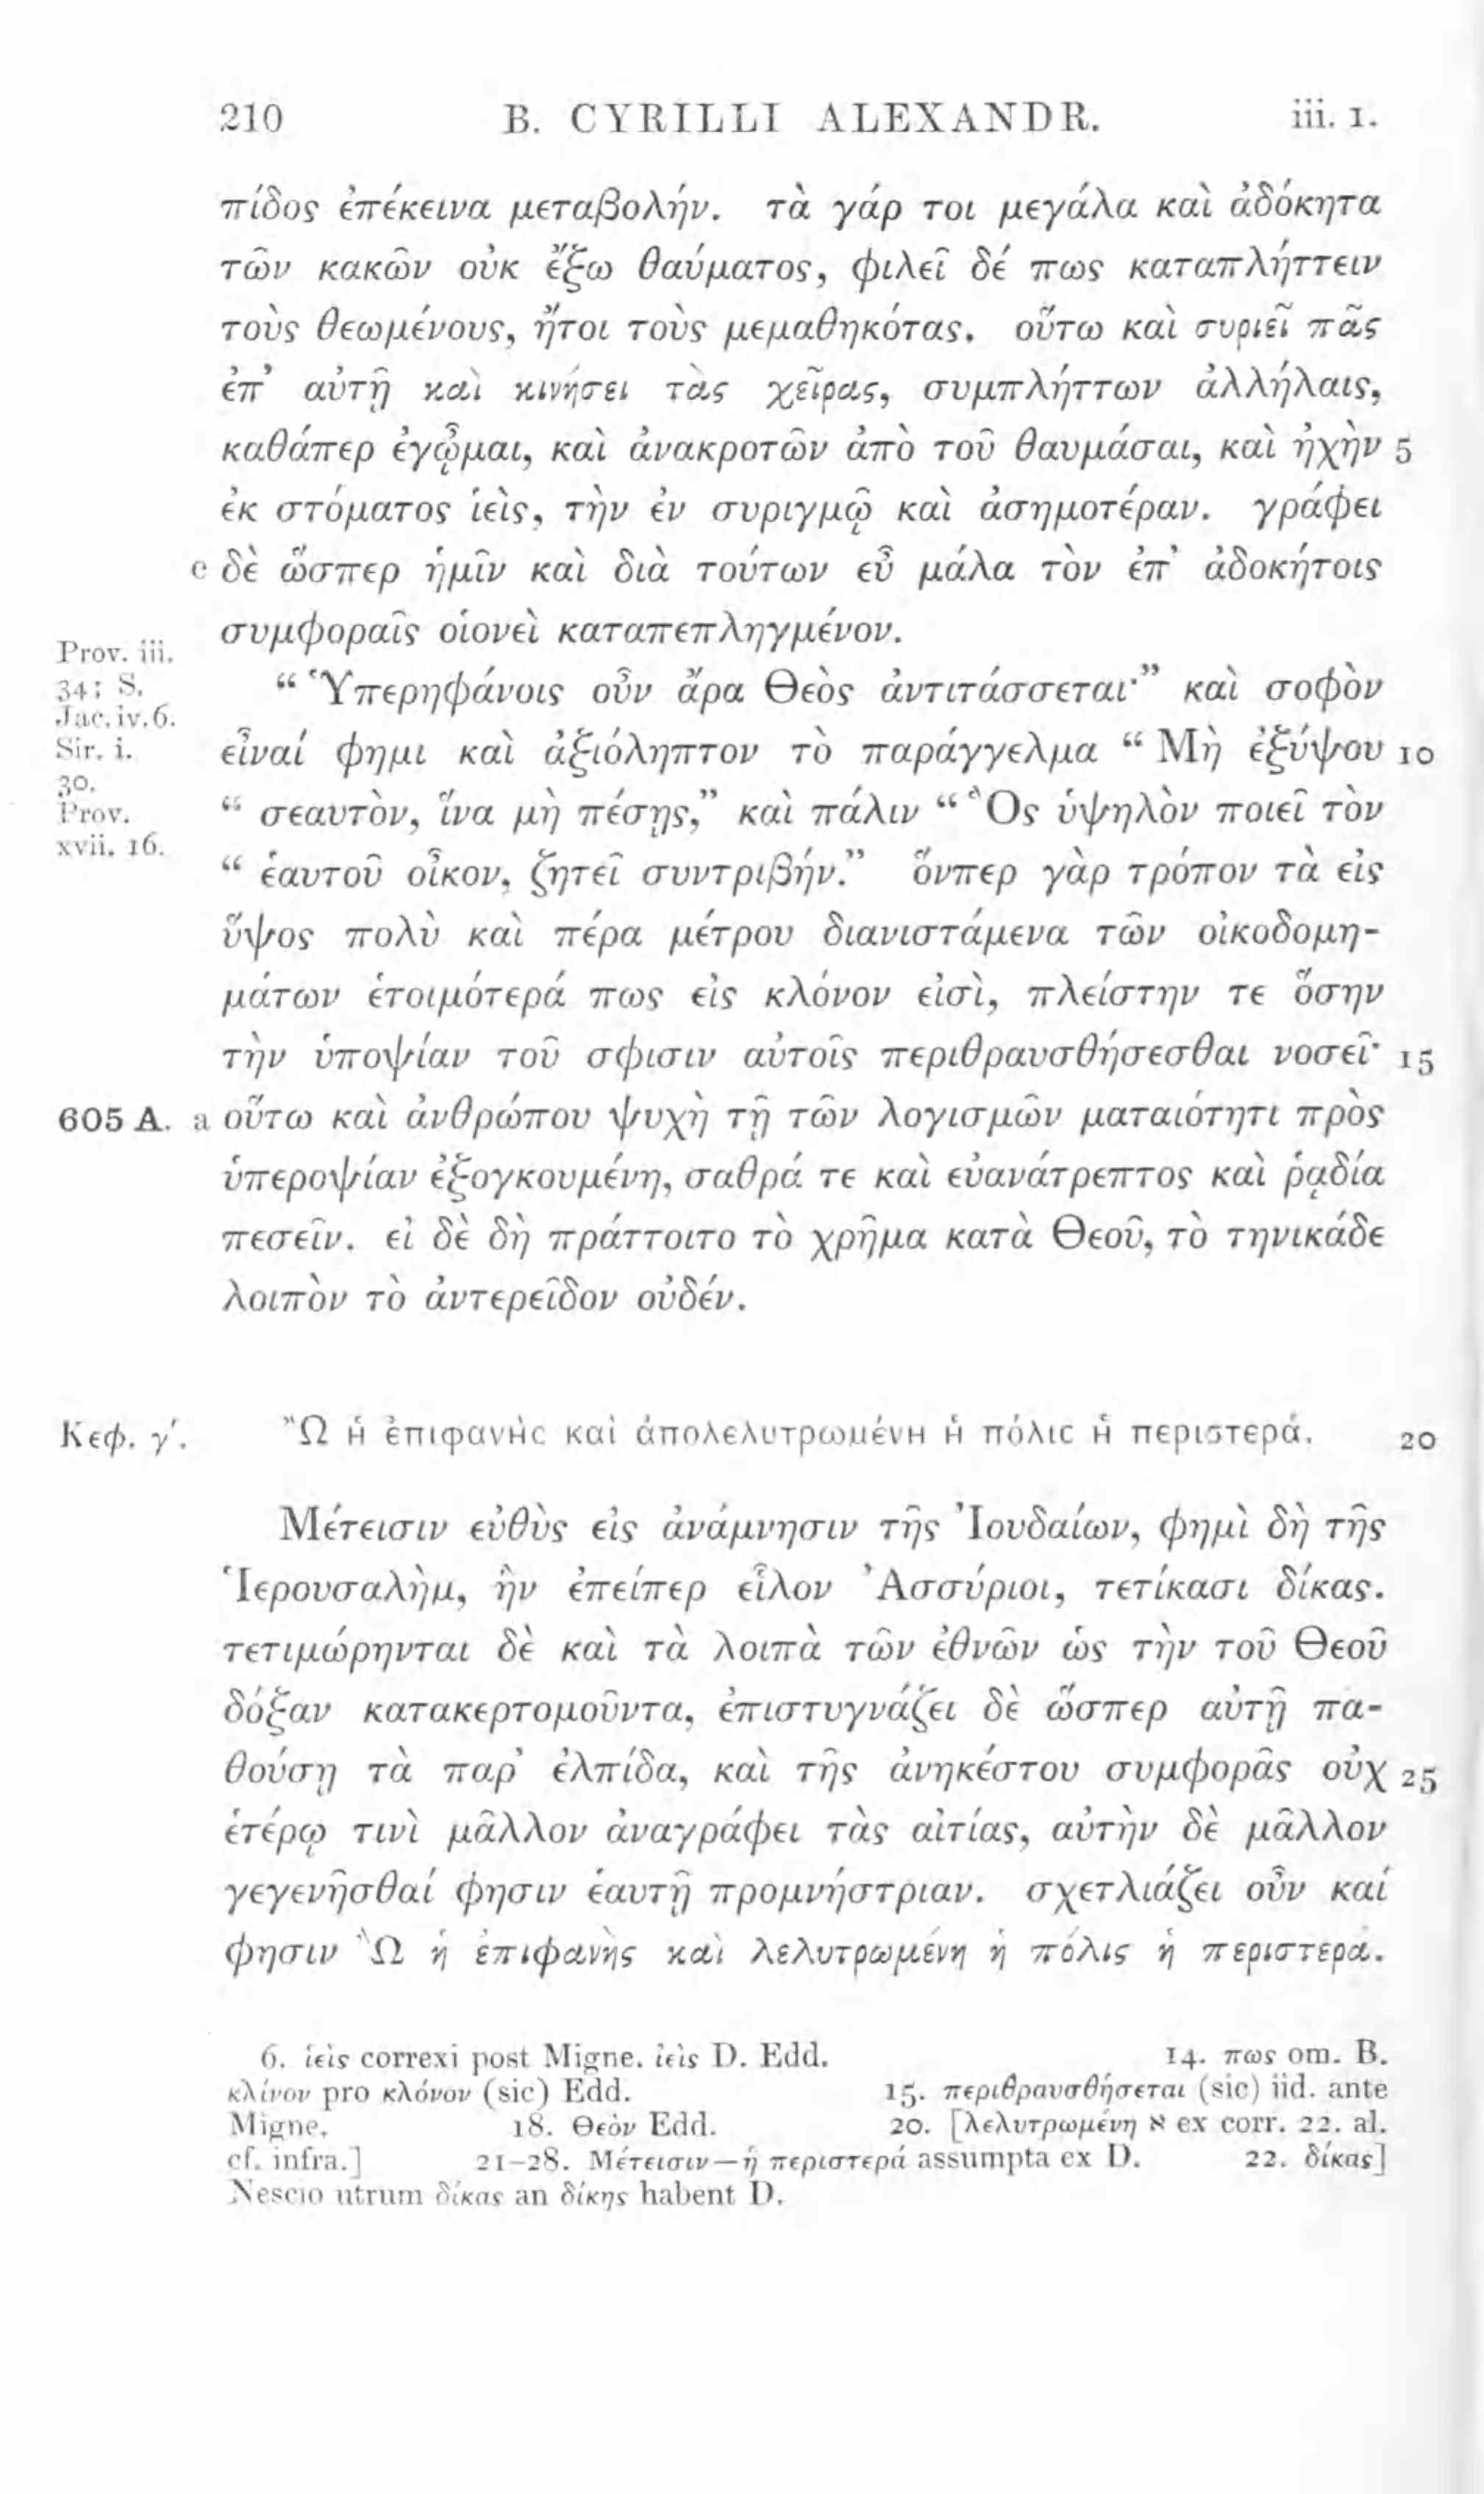 210 B. CYRILLI ALEXANDR. iii. 1.
πίδος ἐπέκεινα μεταβολήν. τὰ γάρ τοι μεγάλα καὶ ἀδόκητα
τῶν κακῶν οὐκ ἔξω θαύματος, φιλεῖ δέ πως καταπλήττειν
τοὺς θεωμένους, ἤτοι τοὺς μεμαθηκότας. οὕτω καὶ συριεῖ πᾶς
ἐπ’ αὐτῇ καὶ κινήσει τὰς χεῖρας, συμπλήττων ἀλλήλαις,
καθάπερ ἐγᾦμαι, καὶ ἀνακροτῶν ἀπὸ τοῦ θαυμάσαι, καὶ ἠχὴν 5
ἐκ στόματος ἱεὶς, τὴν ἐν συριγμῷ καὶ ἀσημοτέραν. γράφει
c δὲ ὥσπερ ἡμῖν καὶ διὰ τούτων εὖ μάλα τὸν ἐπ’ ἀδοκήτοις
συμφοραῖς οἱονεὶ καταπεπληγμένον.
Prov. iii.
34; S.
Jac. iv. 6.
Sir. i.
30.
Prov.
xvii. 16.
“ Ὑπερηφάνοις οὖν ἄρα Θεὸς ἀντιτάσσεται·” καὶ σοφὸν
εἶναί φημι καὶ ἀξιόληπτον τὸ παράγγελμα “ Μὴ ἐξύψου 10
“ σεαυτὸν, ἵνα μὴ πέσῃς,” καὶ πάλιν “ Ὃς ὑψηλὸν ποιεῖ τὸν
“ ἑαυτοῦ οἶκον, ζητεῖ συντριβήν.” ὅνπερ γὰρ τρόπον τὰ εἰς
ὕψος πολὺ καὶ πέρα μέτρου διανιστάμενα τῶν οἰκοδομη-
μάτων ἑτοιμότερά πως εἰς κλόνον εἰσὶ, πλείστην τε ὅσην
τὴν ὑποψίαν τοῦ σφισιν αὐτοῖς περιθραυσθήσεσθαι νοσεῖ· 15
605 A. a οὕτω καὶ ἀνθρώπου ψυχὴ τῇ τῶν λογισμῶν ματαιότητι πρὸς
ὑπεροψίαν ἐξογκουμένη, σαθρά τε καὶ εὐανάτρεπτος καὶ ῥᾳδία
πεσεῖν. εἰ δὲ δὴ πράττοιτο τὸ χρῆμα κατὰ Θεοῦ, τὸ τηνικάδε
λοιπὸν τὸ ἀντερεῖδον οὐδέν.
Κεφ. γʹ. Ὢ ἡ ἐπιφανὴς καὶ ἀπολελυτρωμένη ἡ πόλις ἡ περιστερά. 20
Μέτεισιν εὐθὺς εἰς ἀνάμνησιν τῆς Ἰουδαίων, φημὶ δὴ τῆς
Ἱερουσαλὴμ, ἣν ἐπείπερ εἷλον Ἀσσύριοι, τετίκασι δίκας.
τετιμώρηνται δὲ καὶ τὰ λοιπὰ τῶν ἐθνῶν ὡς τὴν τοῦ Θεοῦ
δόξαν κατακερτομοῦντα, ἐπιστυγνάζει δὲ ὥσπερ αὐτῇ πα-
θούσῃ τὰ παρ’ ἐλπίδα, καὶ τῆς ἀνηκέστου συμφορᾶς οὐχ 25
ἑτέρῳ τινὶ μᾶλλον ἀναγράφει τὰς αἰτίας, αὐτὴν δὲ μᾶλλον
γεγενῆσθαί φησιν ἑαυτῇ προμνήστριαν. σχετλιάζει οὖν καί
φησιν Ὢ ἡ ἐπιφανὴς καὶ λελυτρωμένη ἡ πόλις ἡ περιστερά.
6. ἱεὶς correxi post Migne. ἰεὶς D. Edd. 14. πως om. B.
κλίνον pro κλόνον (sic) Edd. 15. περιθραυσθήσεται (sic) iid. ante
Migne. 18. Θεὸν Edd. 20. [λελυτρωμένη א ex corr. 22. al.
cf. infra.] 21–28. Μέτεισιν—ἡ περιστερά assumpta ex D. 22. δίκας]
Nescio utrum δίκας an δίκης habent D.